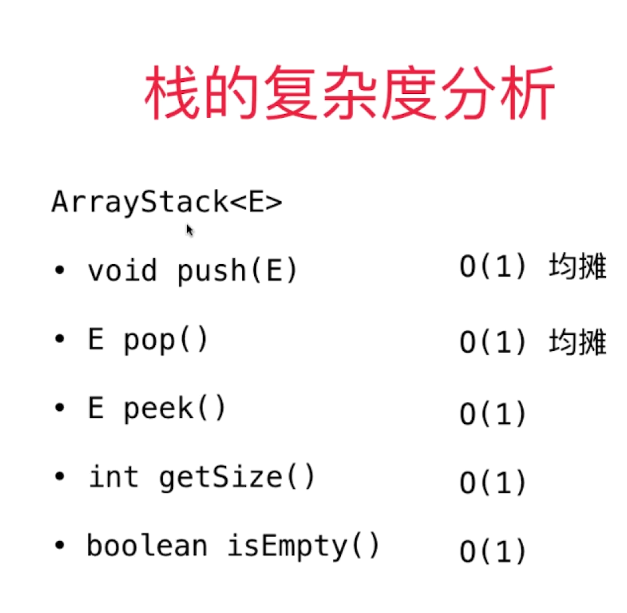 栈的复杂度分析
ArrayStack<E>
• void push(E) O(1) 均摊
• E pop() O(1) 均摊
• E peek() O(1)
• int getSize() O(1)
• boolean isEmpty() O(1)